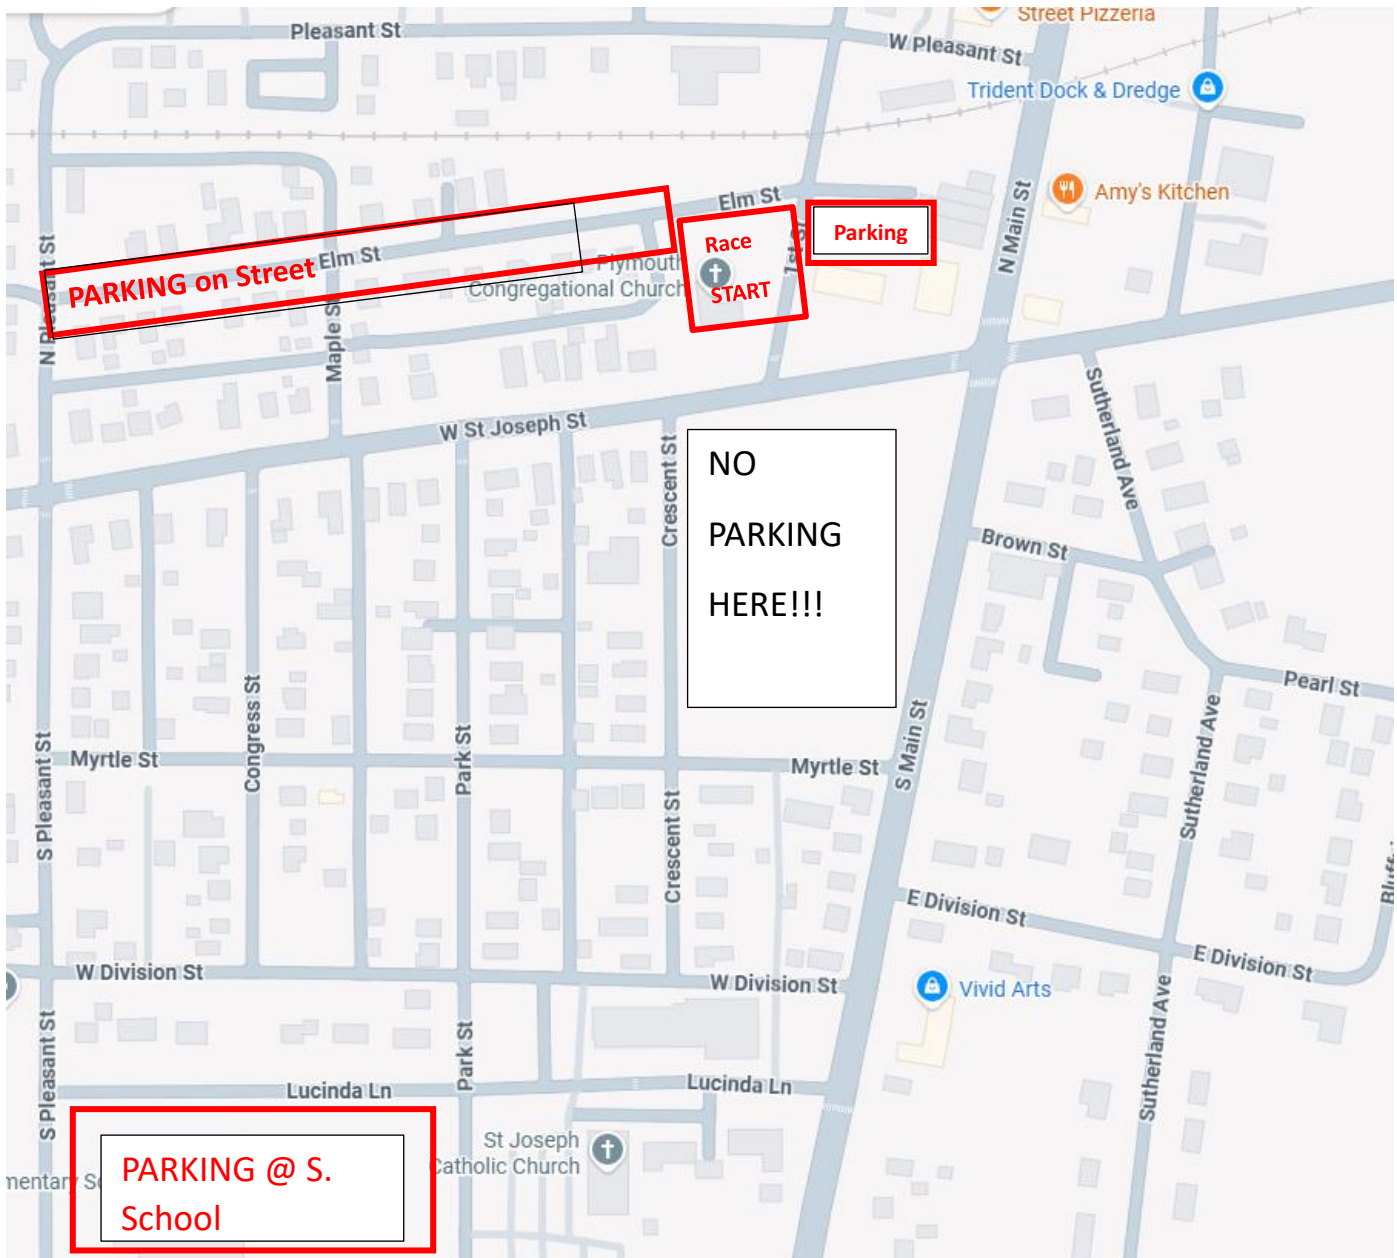 Street Pizzeria
Pleasant St
W Pleasant St
Trident Dock & Dredge
Amy's Kitchen
Elm St
N Main St
1st St
Parking
Race
START
N Pleasant St
PARKING on Street
Elm St
Plymouth
Congregational Church
Maple St
W St Joseph St
Sutherland Ave
Crescent St
NO
PARKING
HERE!!!
Brown St
Pearl St
Congress St
Park St
S Main St
Sutherland Ave
S Pleasant St
Myrtle St
Myrtle St
Crescent St
E Division St
E Division St
W Division St
W Division St
Vivid Arts
S Pleasant St
Park St
Sutherland Ave
Lucinda Ln
Lucinda Ln
St Joseph
Catholic Church
PARKING @ S.
School